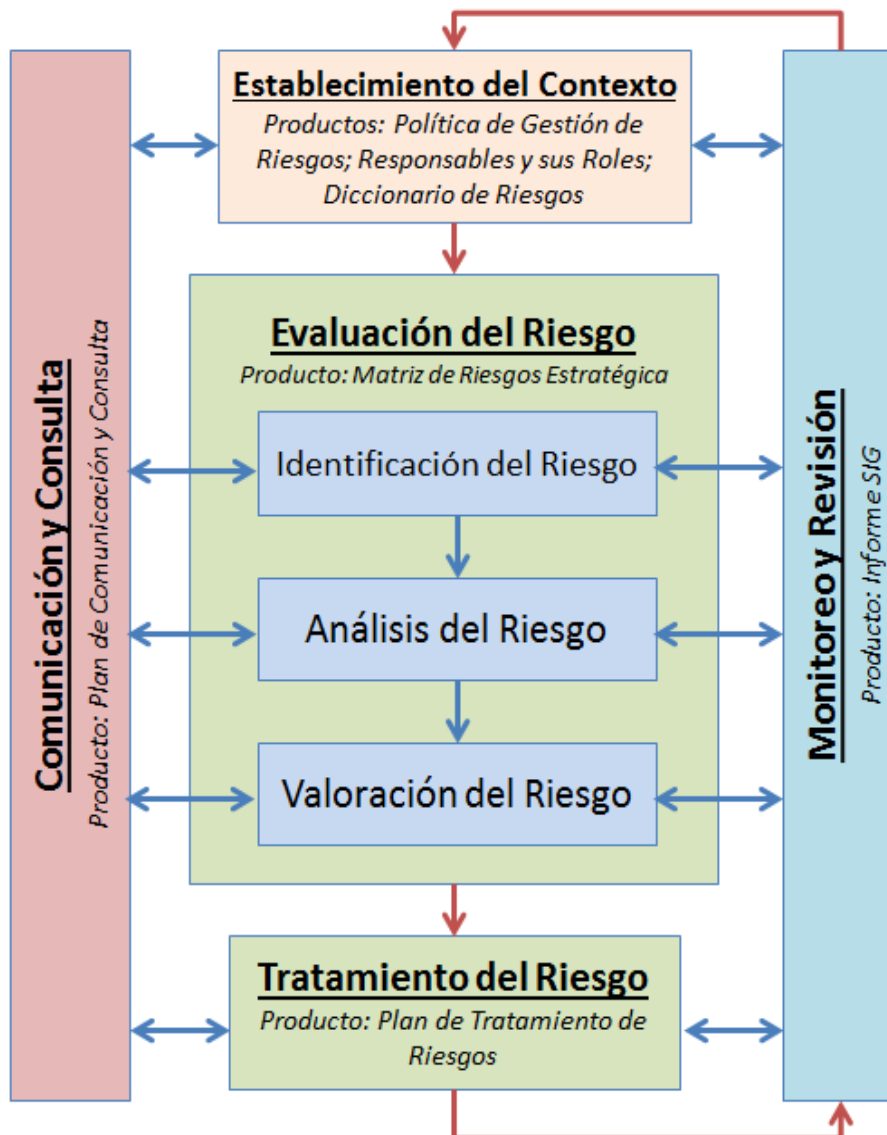 Comunicación y Consulta
Producto: Plan de Comunicación y Consulta
Establecimiento del Contexto
Productos: Política de Gestión de
Riesgos; Responsables y sus Roles;
Diccionario de Riesgos
Evaluación del Riesgo
Producto: Matriz de Riesgos Estratégica
Identificación del Riesgo
Análisis del Riesgo
Valoración del Riesgo
Tratamiento del Riesgo
Producto: Plan de Tratamiento de
Riesgos
Monitoreo y Revisión
Producto: Informe SIG